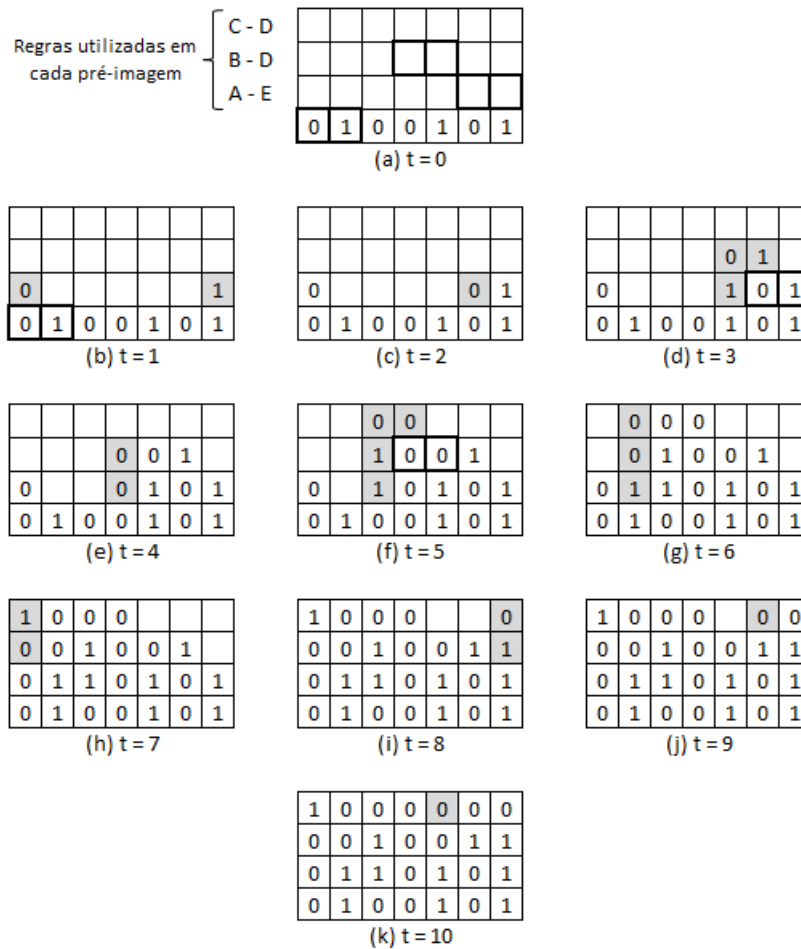 Regras utilizadas em
cada pré-imagem
C - D
B - D
A - E
0 1 0 0 1 0 1
(a) t = 0
0 1
0 1 0 0 1 0 1
(b) t = 1
0 0 1
0 1 0 0 1 0 1
(c) t = 2
0 1
0 1 0 1
0 1 0 0 1 0 1
(d) t = 3
0 0 1
0 0 1 0 1
0 1 0 0 1 0 1
(e) t = 4
0 0
1 0 0 1
0 1 0 1 0 1
0 1 0 0 1 0 1
(f) t = 5
0 0 0
0 1 0 0 1
0 1 1 0 1 0 1
0 1 0 0 1 0 1
(g) t = 6
1 0 0 0
0 0 1 0 0 1
0 1 1 0 1 0 1
0 1 0 0 1 0 1
(h) t = 7
1 0 0 0 0
0 0 1 0 0 1 1
0 1 1 0 1 0 1
0 1 0 0 1 0 1
(i) t = 8
1 0 0 0 0 0
0 0 1 0 0 1 1
0 1 1 0 1 0 1
0 1 0 0 1 0 1
(j) t = 9
1 0 0 0 0 0 0
0 0 1 0 0 1 1
0 1 1 0 1 0 1
0 1 0 0 1 0 1
(k) t = 10